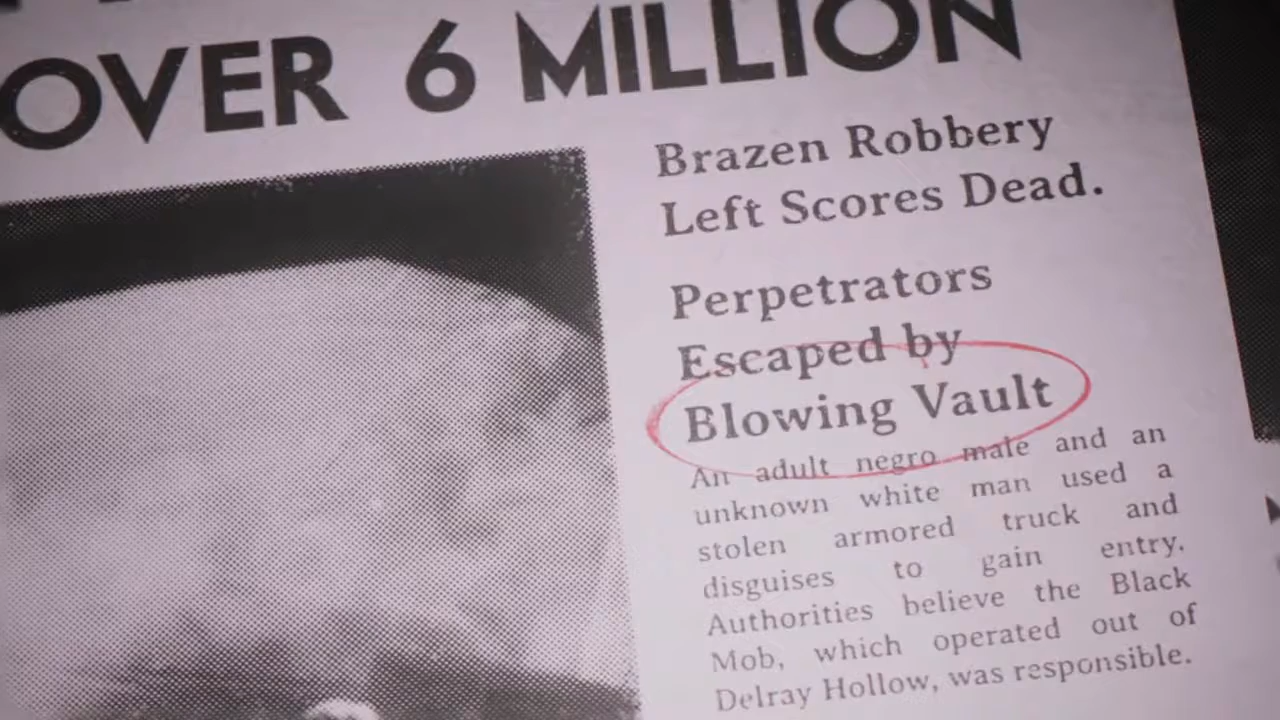 OVER 6 MILLION
Brazen Robbery
Left Scores Dead.
Perpetrators
Escaped by
Blowing Vault
An adult negro male and an
unknown white man used a
stolen armored truck and
disguises to gain entry.
Authorities believe the Black
Mob, which operated out of
Delray Hollow, was responsible.